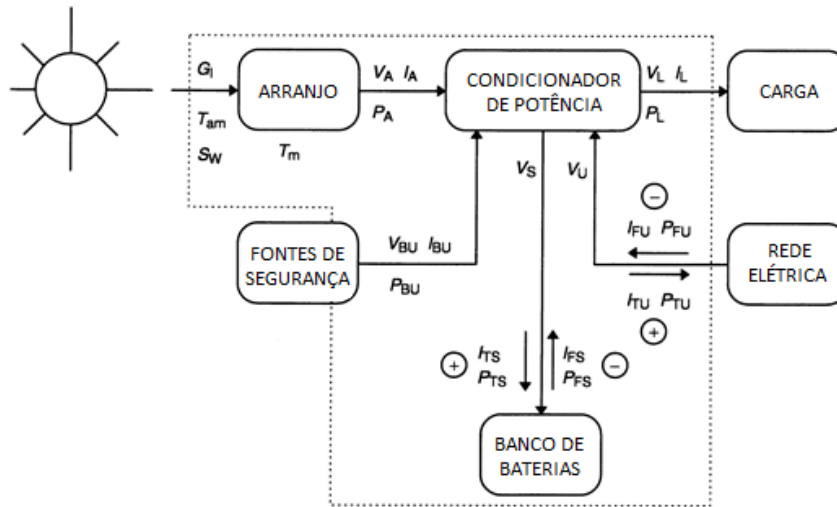 G_I
T_am
S_W
ARRANJO
T_m
V_A I_A
P_A
CONDICIONADOR
DE POTÊNCIA
V_L I_L
P_L
CARGA
V_S
V_U
FONTES DE
SEGURANÇA
V_BU I_BU
P_BU
−
I_FU P_FU
I_TU P_TU
+
REDE
ELÉTRICA
+ I_TS
P_TS
I_FS −
P_FS
BANCO DE
BATERIAS